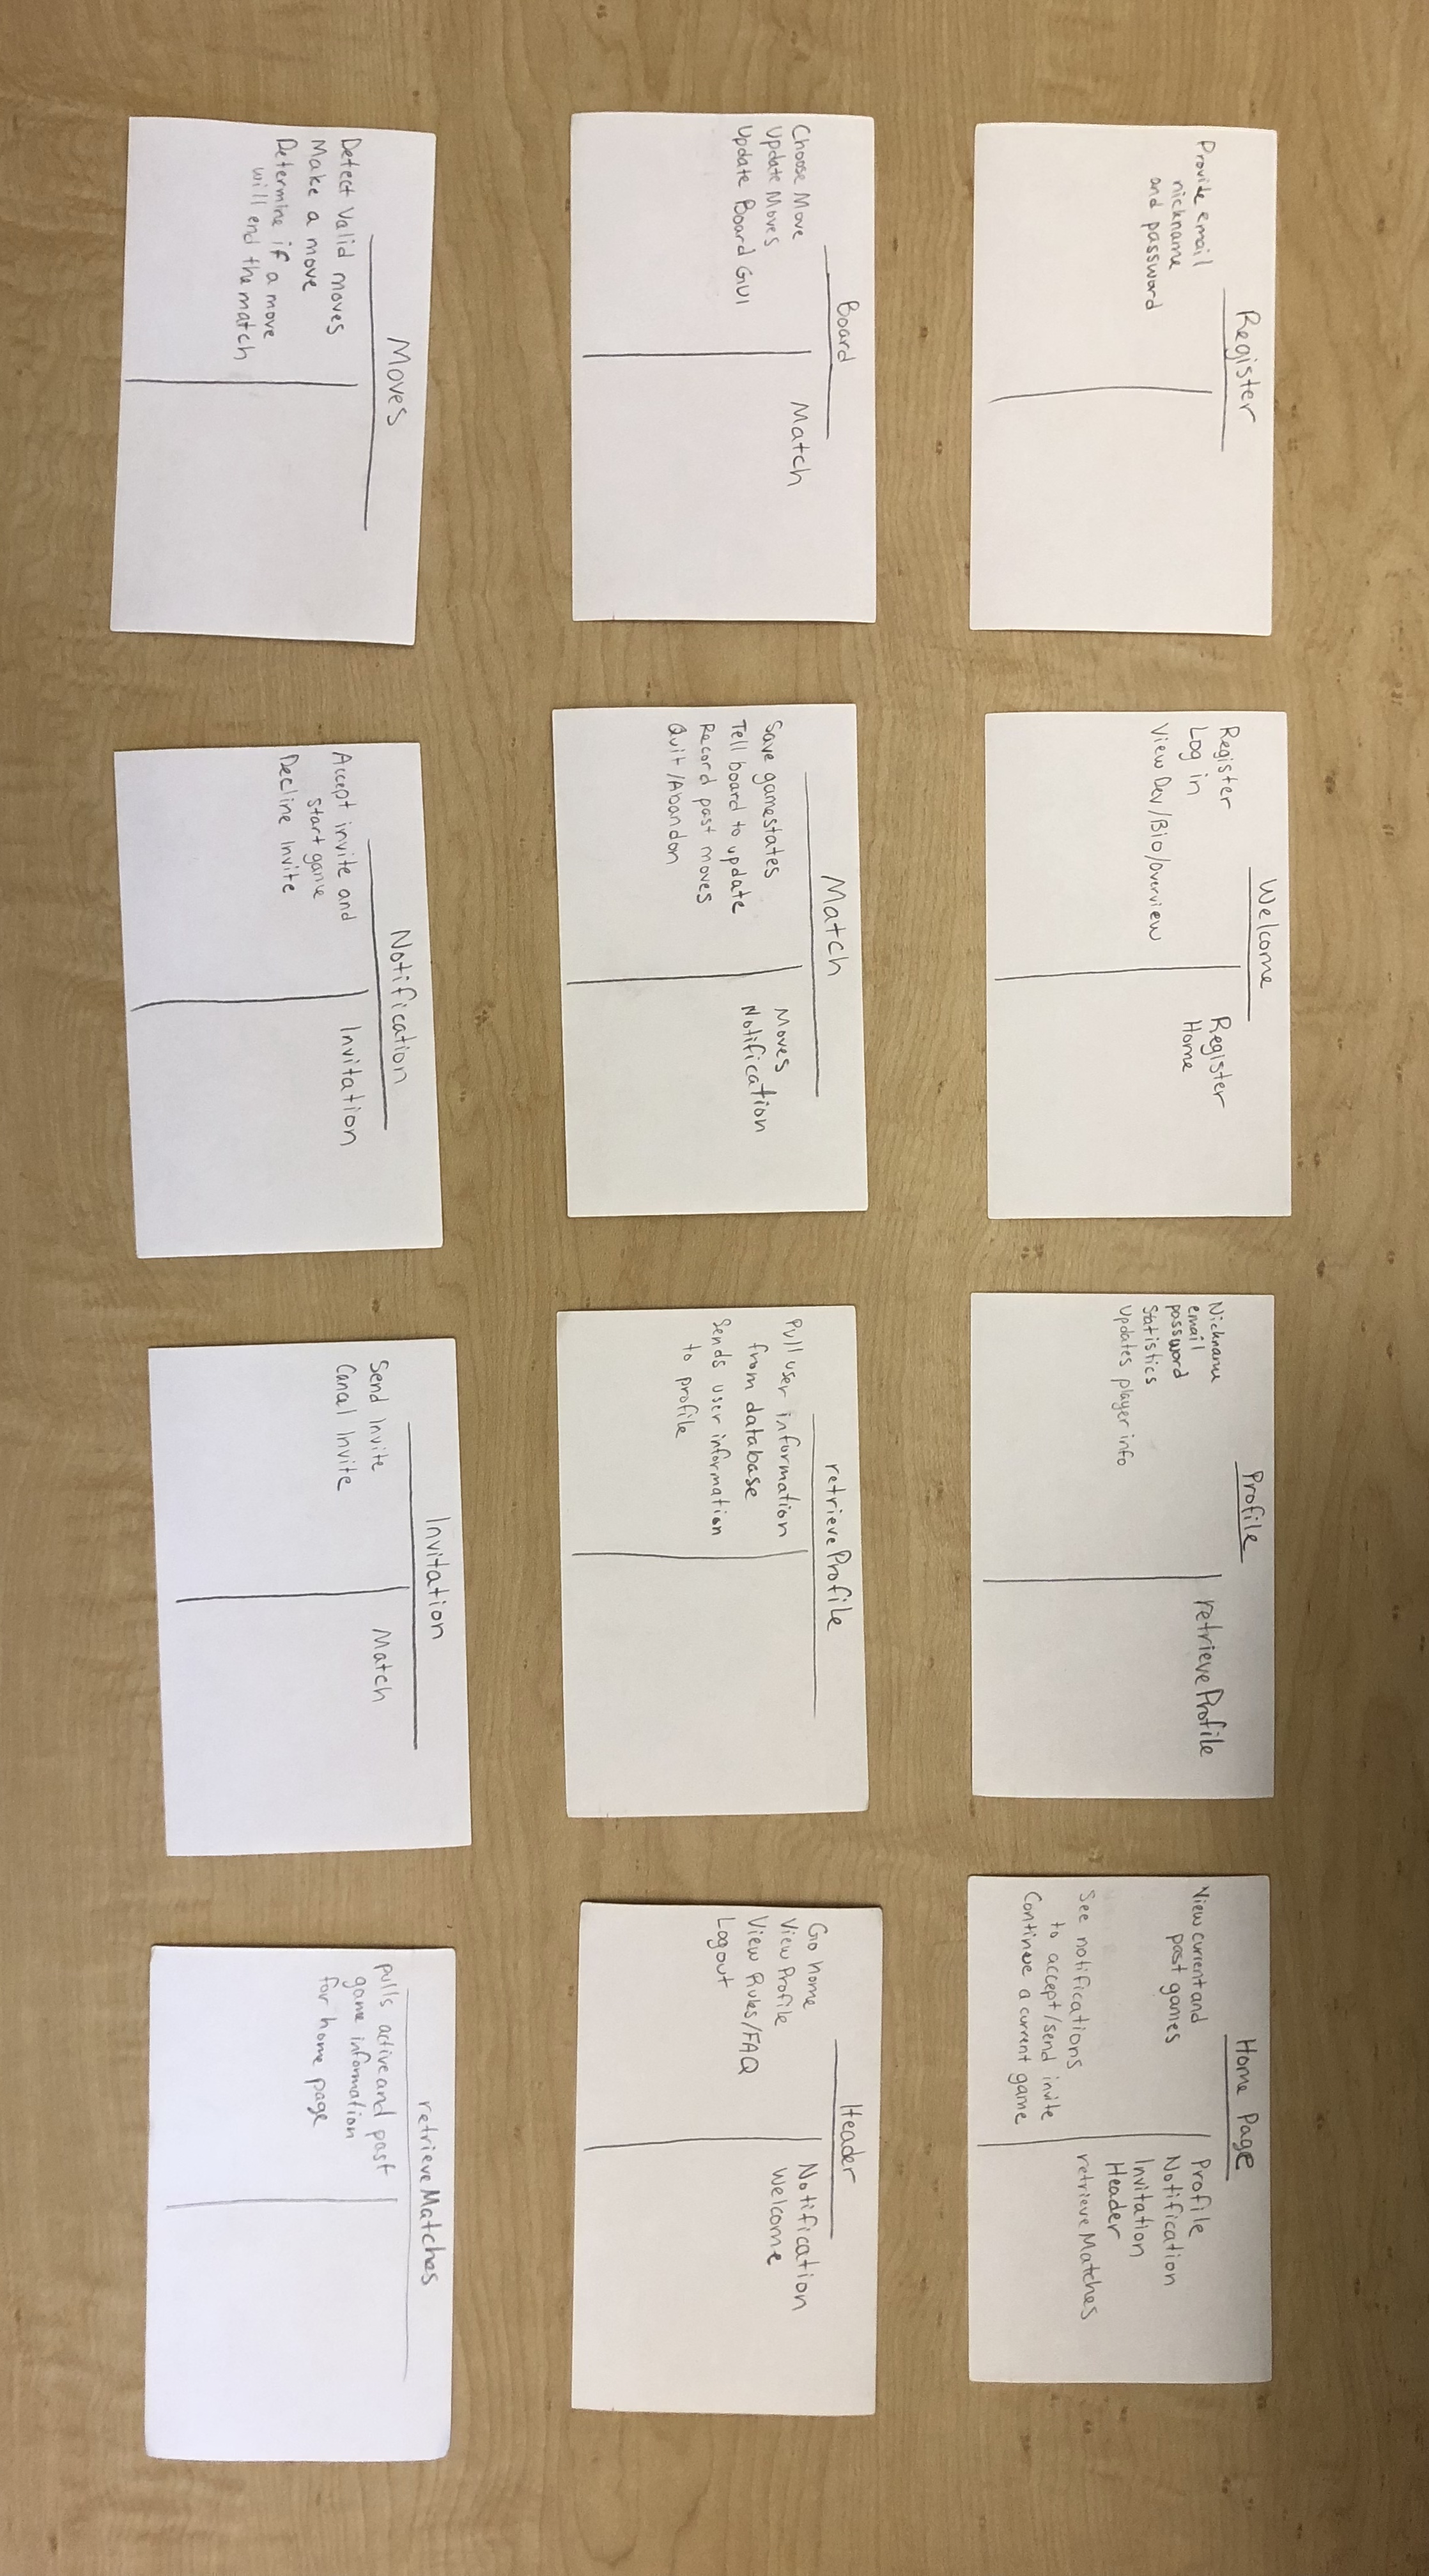 Register
Provide email
nickname
and password
Welcome
Register
Log in
View Dev/Bio/Overview
Register
Home
Profile
Nickname
email
password
Statistics
Updates player info
retrieveProfile
Home Page
View current and
past games
See notifications
to accept/send invite
Continue a current game
Profile
Notification
Invitation
Header
retrieveMatches
Board
Choose Move
Update Moves
Update Board GUI
Match
Match
Save gamestates
Tell board to update
Record past moves
Quit/Abandon
Moves
Notification
retrieveProfile
Pull user information
from database
Sends user information
to profile
Header
Go home
View Profile
View Rules/FAQ
Logout
Notification
Welcome
Moves
Detect Valid moves
Make a move
Determine if a move
will end the match
Notification
Accept invite and
start game
Decline Invite
Invitation
Invitation
Send Invite
Cancel Invite
Match
retrieveMatches
pulls active and past
game information
for home page